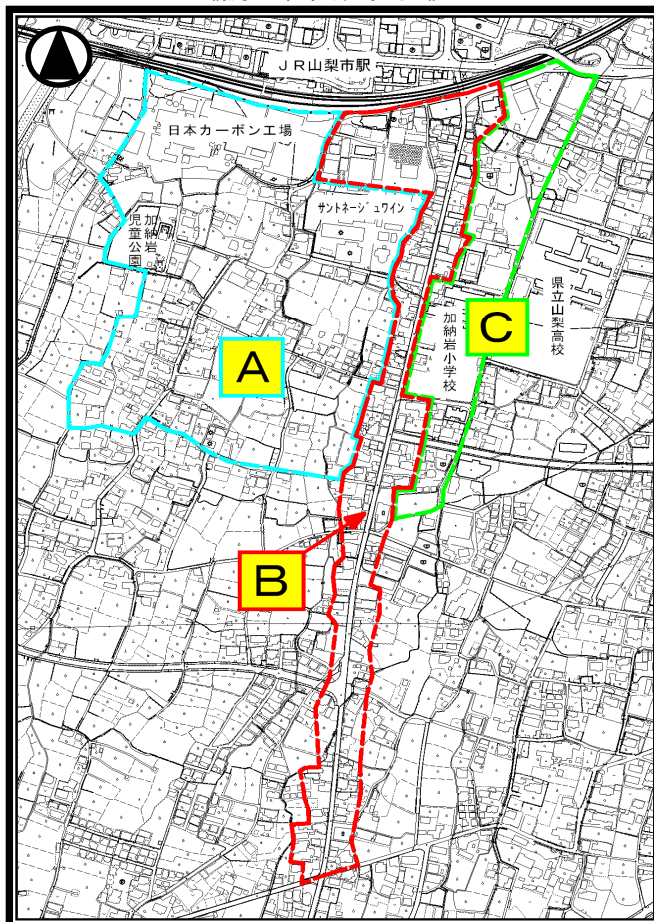 JR山梨市駅
日本カーボン工場
サントネージュワイン
加納岩
児童公園
県立山梨高校
加納岩小学校
A
C
B